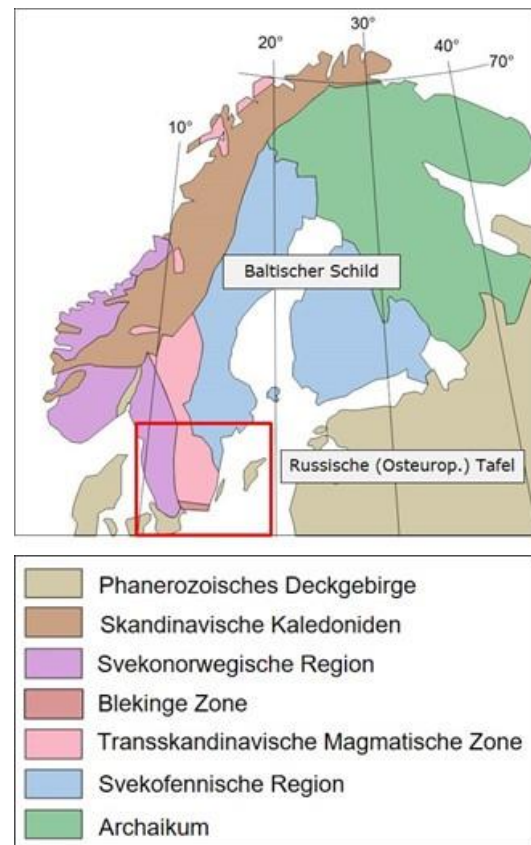 30°
20°
40°
70°
10°
Baltischer Schild
Russische (Osteurop.) Tafel
Phanerozoisches Deckgebirge
Skandinavische Kaledoniden
Svekonorwegische Region
Blekinge Zone
Transskandinavische Magmatische Zone
Svekofennische Region
Archaikum